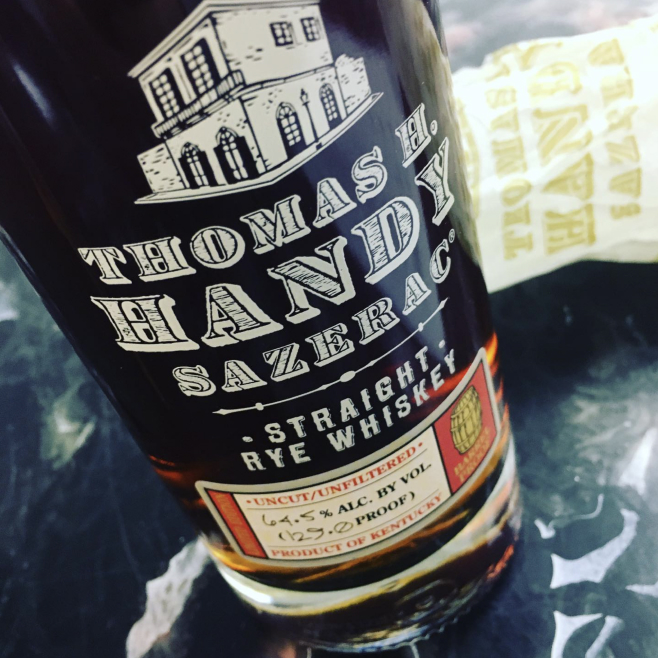 THOMAS H.
HANDY
SAZERAC®
· STRAIGHT ·
RYE WHISKEY
· UNCUT/UNFILTERED ·
64.5% ALC. BY VOL
(129.0 PROOF)
PRODUCT OF KENTUCKY
THOMAS
HANDY